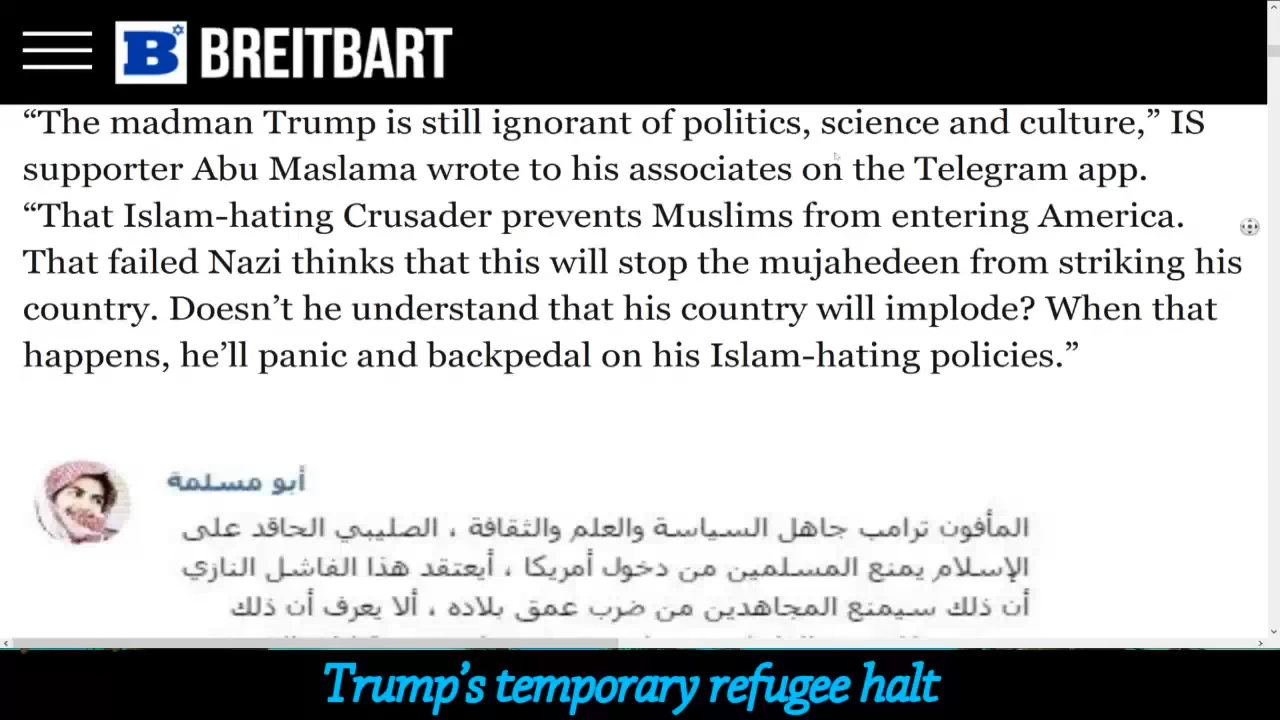 BREITBART
“The madman Trump is still ignorant of politics, science and culture,” IS
supporter Abu Maslama wrote to his associates on the Telegram app.
“That Islam-hating Crusader prevents Muslims from entering America.
That failed Nazi thinks that this will stop the mujahedeen from striking his
country. Doesn’t he understand that his country will implode? When that
happens, he’ll panic and backpedal on his Islam-hating policies.”
أبو مسلمة
المأفون ترامب جاهل السياسة والعلم والثقافة ، الصليبي الحاقد على
الإسلام يمنع المسلمين من دخول أمريكا ، أيعتقد هذا الفاشل النازي
أن ذلك سيمنع المجاهدين من ضرب عمق بلاده ، ألا يعرف أن ذلك
Trump’s temporary refugee halt